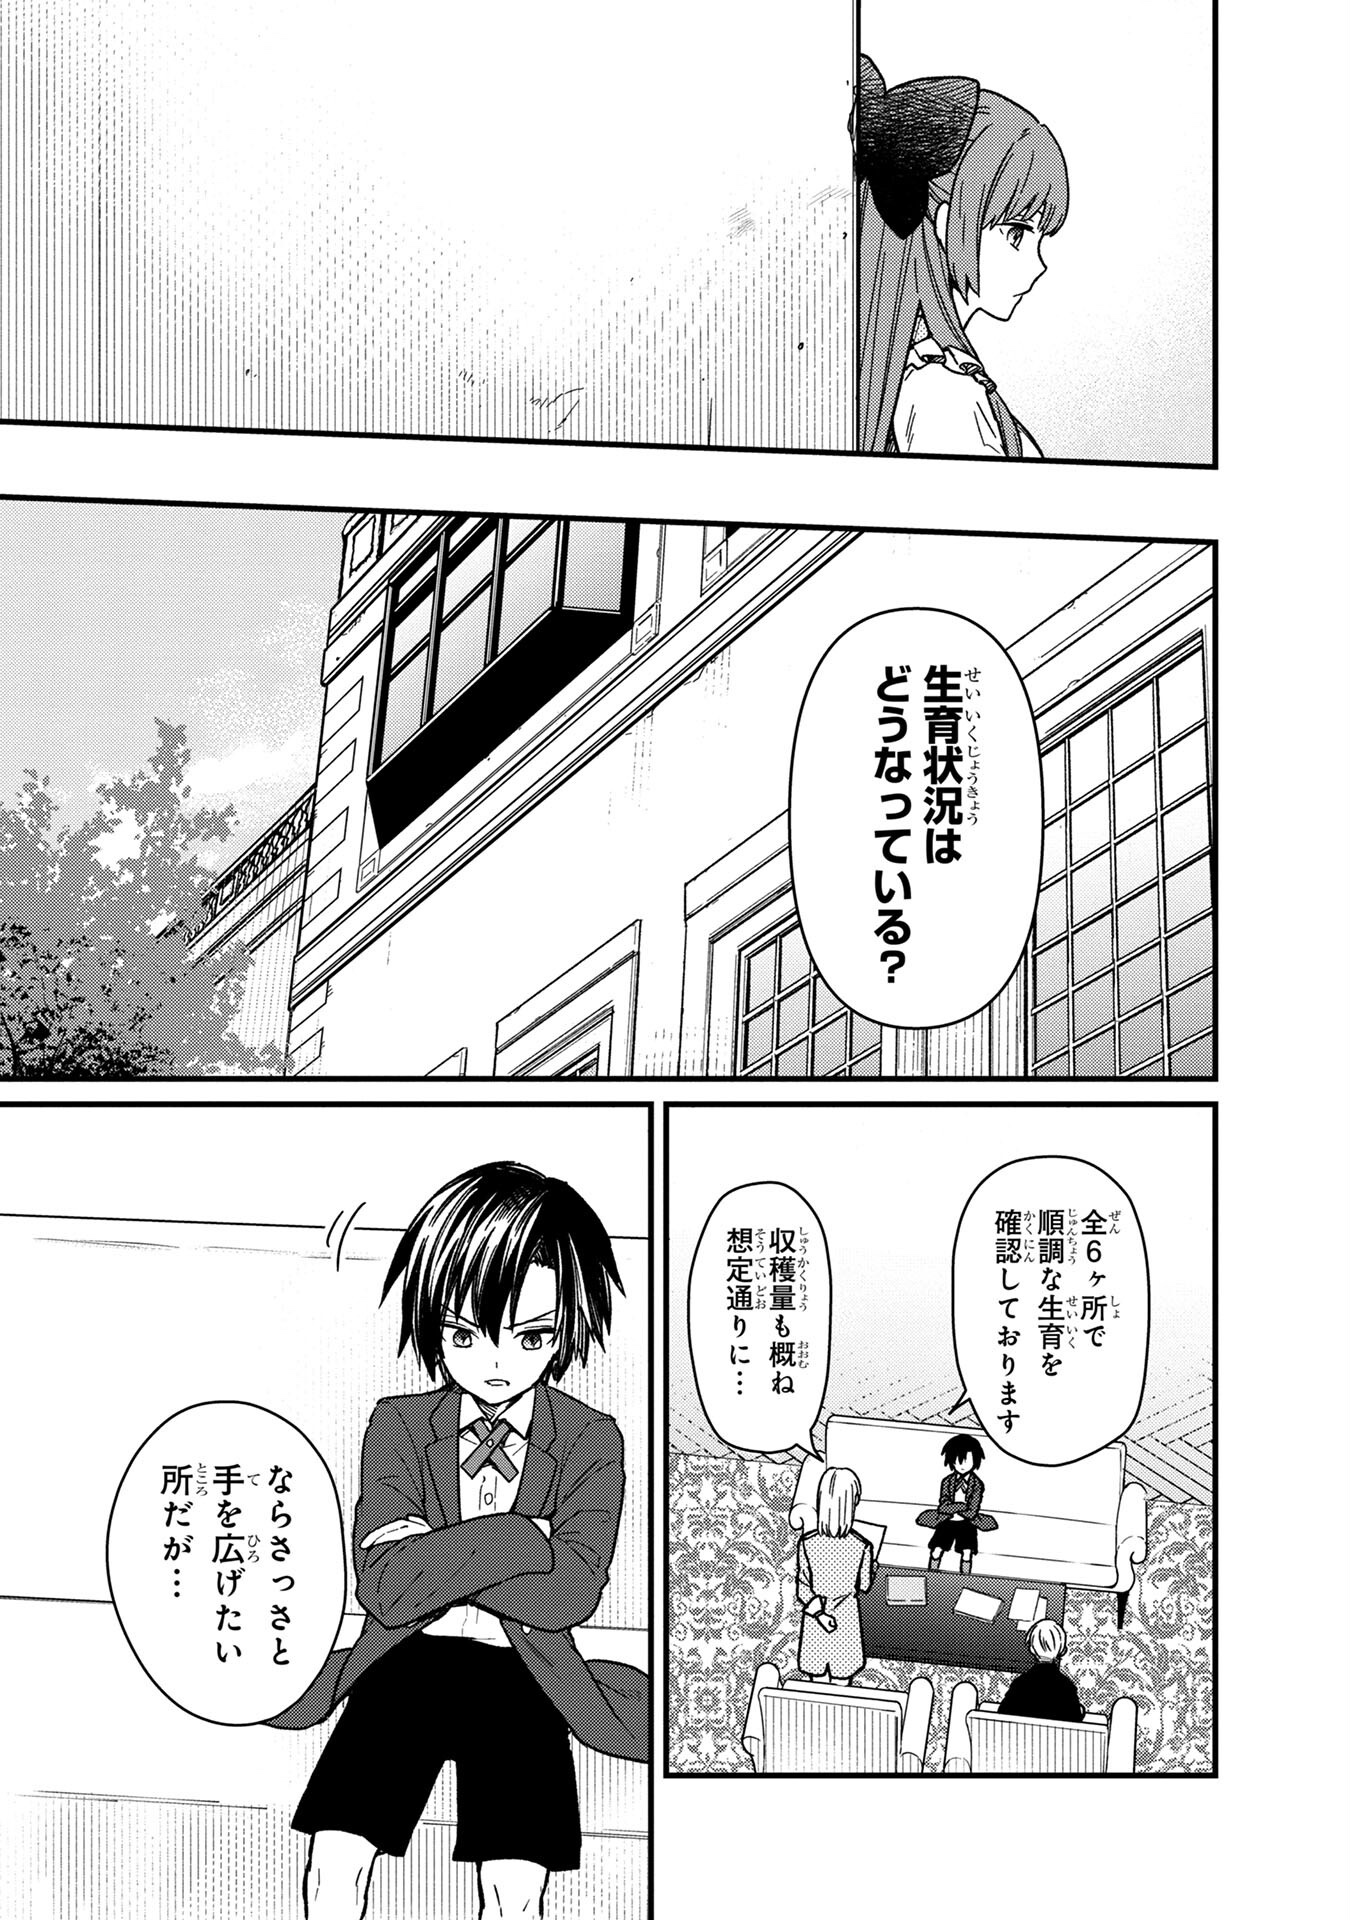 生育状況は
どうなっている?
全6ヶ所で
順調な生育を
確認しております
収穫量も概ね
想定通りに…
ならさっさと
手を広げたい
所だが…